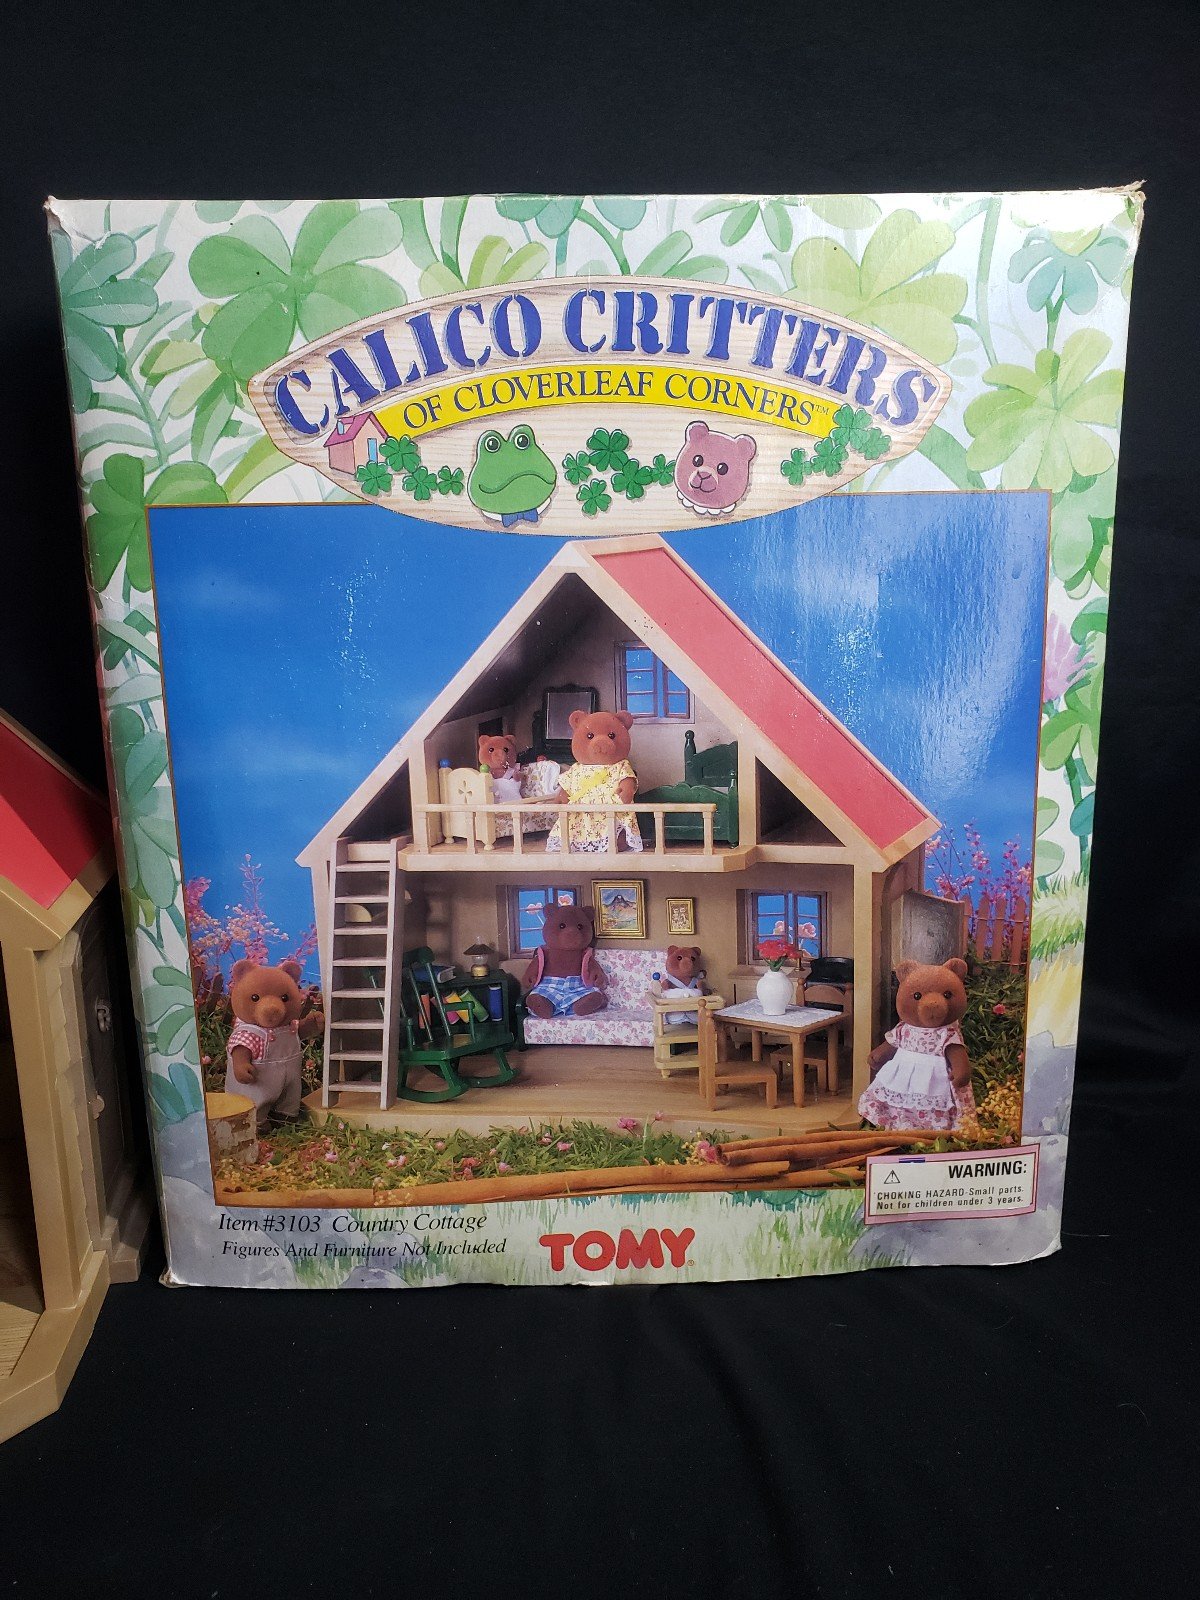 CALICO CRITTERS
OF CLOVERLEAF CORNERS™
WARNING:
CHOKING HAZARD-Small parts.
Not for children under 3 years.
Item #3103 Country Cottage
Figures And Furniture Not Included
TOMY®